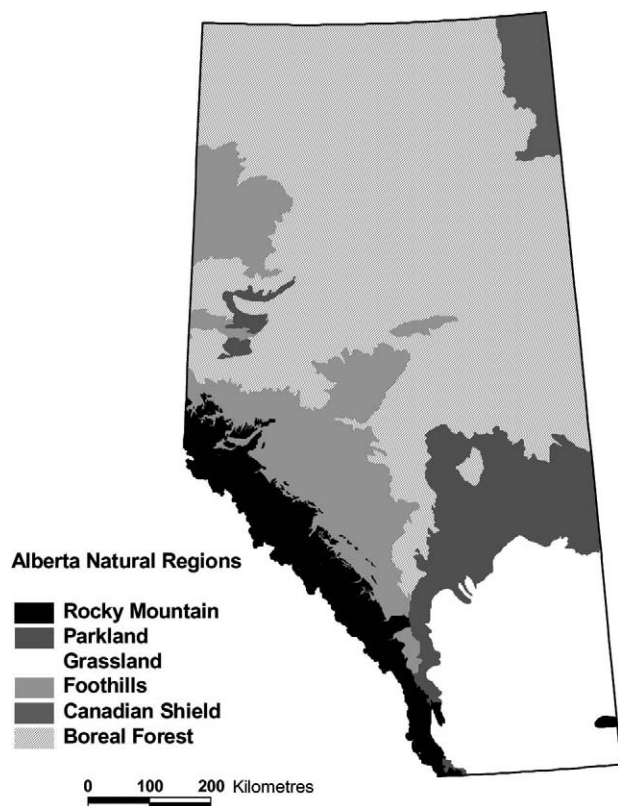 Alberta Natural Regions
Rocky Mountain
Parkland
Grassland
Foothills
Canadian Shield
Boreal Forest
0 100 200 Kilometres